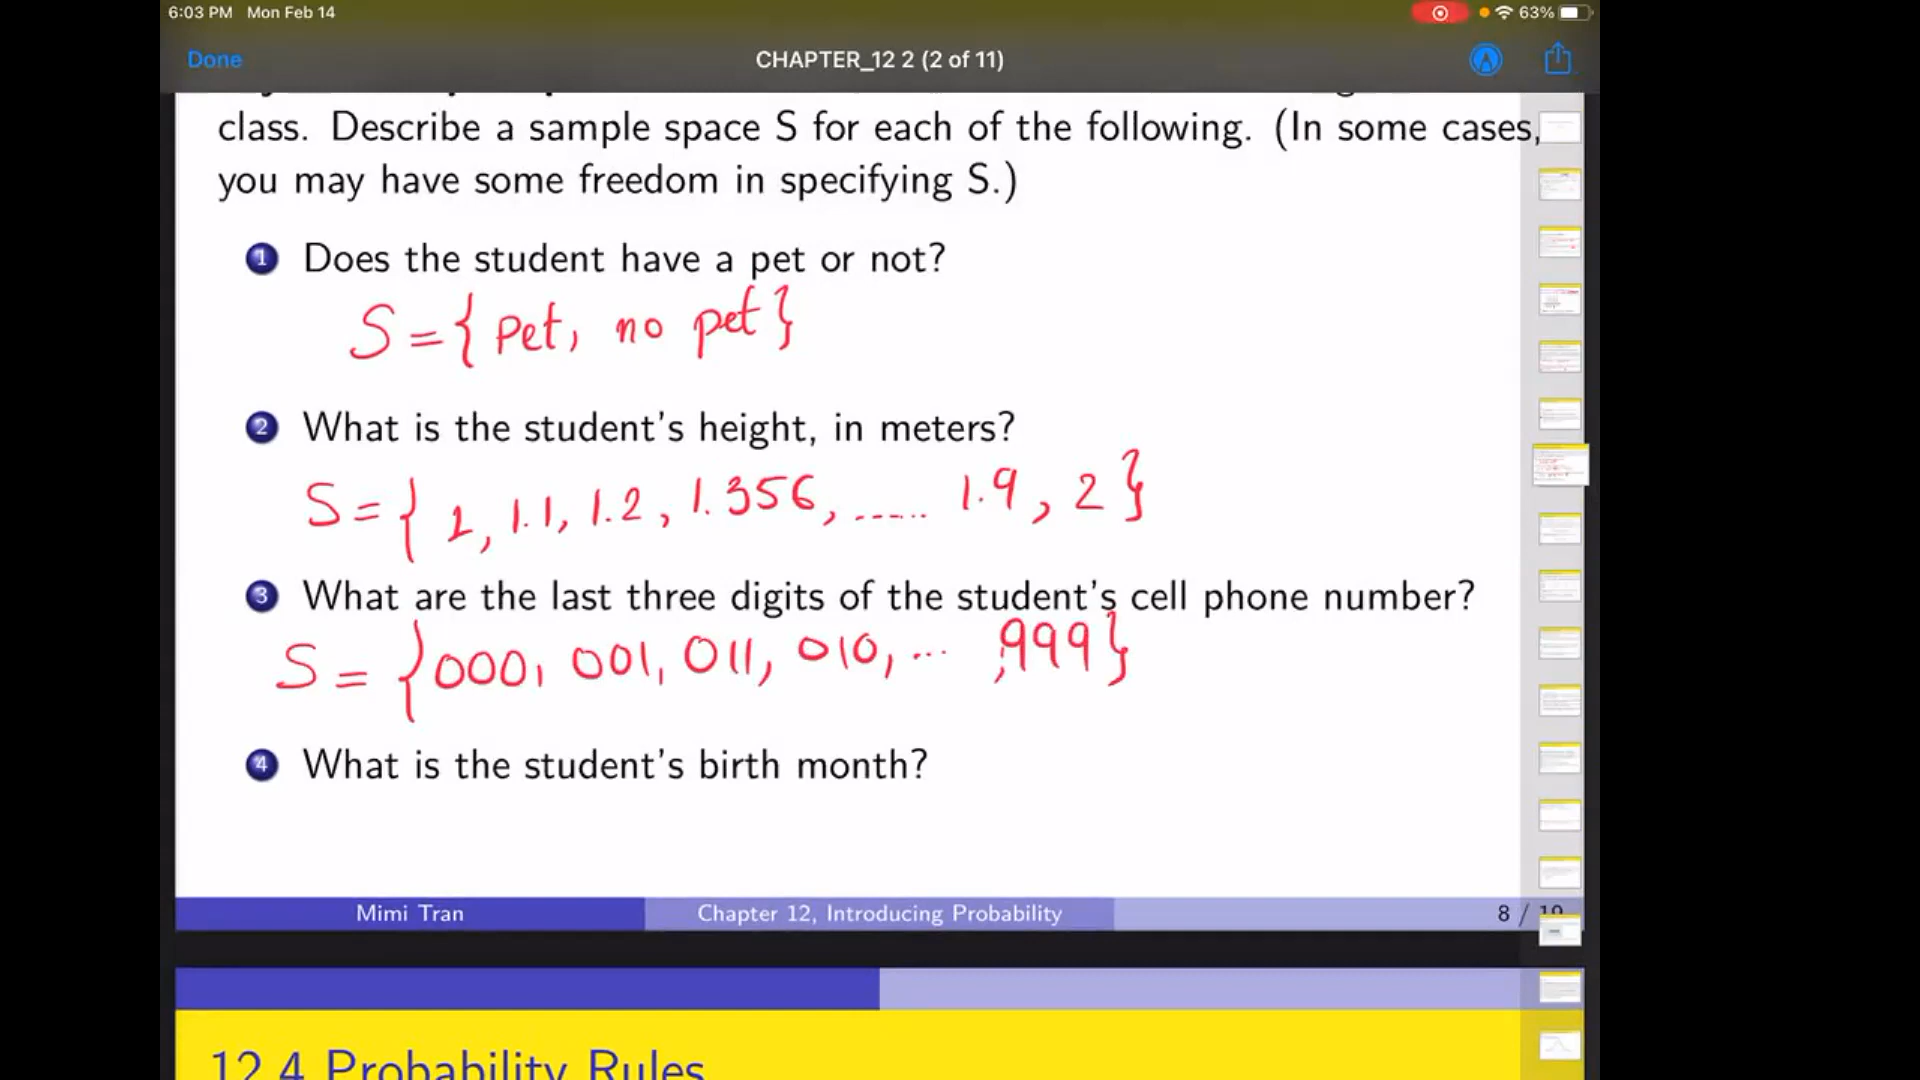 6:03 PM Mon Feb 14
63%
Done
CHAPTER_12 2 (2 of 11)
class. Describe a sample space S for each of the following. (In some cases,
you may have some freedom in specifying S.)
1 Does the student have a pet or not?
S = { pet, no pet }
2 What is the student's height, in meters?
S = { 1, 1.1, 1.2, 1.356, ...... 1.9, 2 }
3 What are the last three digits of the student's cell phone number?
S = { 000, 001, 011, 010, ... , 999 }
4 What is the student's birth month?
Mimi Tran
Chapter 12, Introducing Probability
8 / 19
12.4 Probability Rules